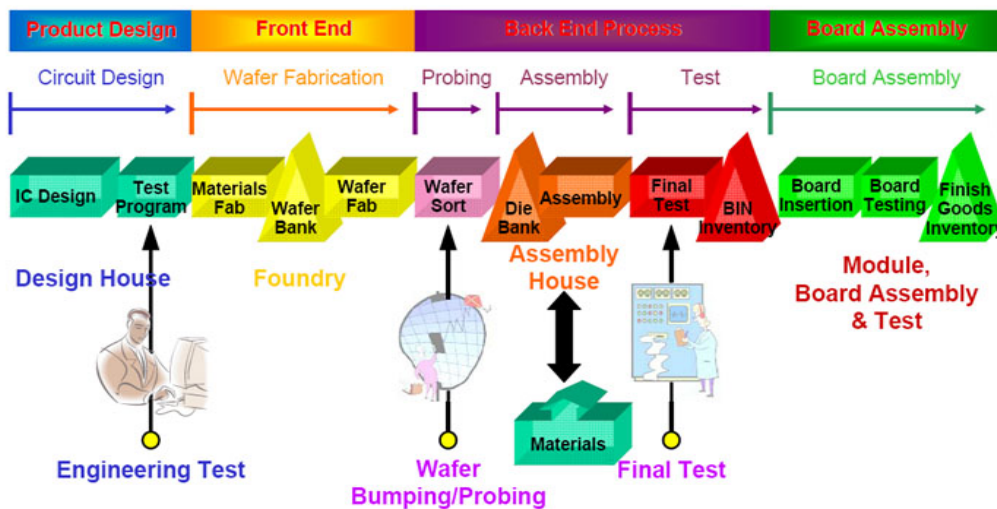 Product Design
Front End
Back End Process
Board Assembly
Circuit Design
Wafer Fabrication
Probing
Assembly
Test
Board Assembly
IC Design
Test
Program
Materials
Fab
Wafer
Bank
Wafer
Fab
Wafer
Sort
Die
Bank
Assembly
Final
Test
BIN
Inventory
Board
Insertion
Board
Testing
Finish
Goods
Inventory
Design House
Foundry
Assembly
House
Module,
Board Assembly
& Test
Materials
Engineering Test
Wafer
Bumping/Probing
Final Test